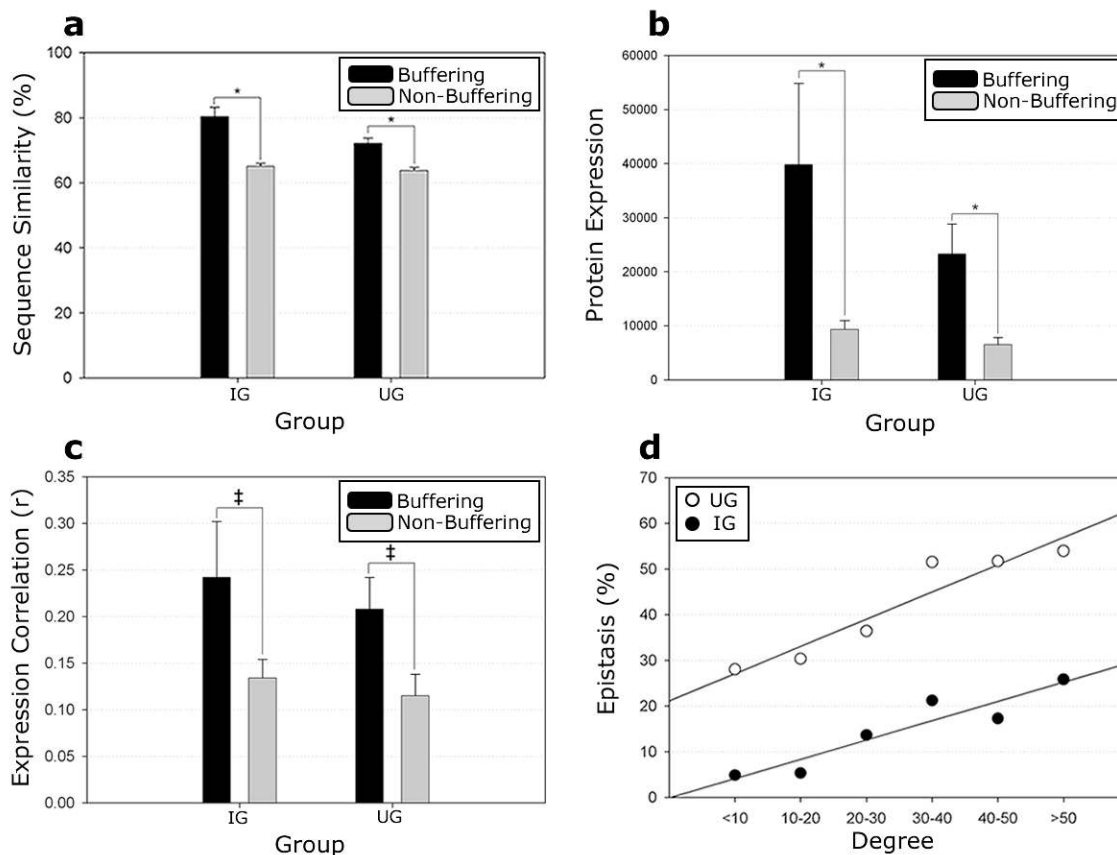 a
Sequence Similarity (%)
100
80
60
40
20
0
Buffering
Non-Buffering
*
*
IG
UG
Group
b
Protein Expression
60000
50000
40000
30000
20000
10000
0
Buffering
Non-Buffering
*
*
IG
UG
Group
c
Expression Correlation (r)
0.35
0.30
0.25
0.20
0.15
0.10
0.05
0.00
Buffering
Non-Buffering
‡
‡
IG
UG
Group
d
Epistasis (%)
70
60
50
40
30
20
10
0
UG
IG
<10
10-20
20-30
30-40
40-50
>50
Degree